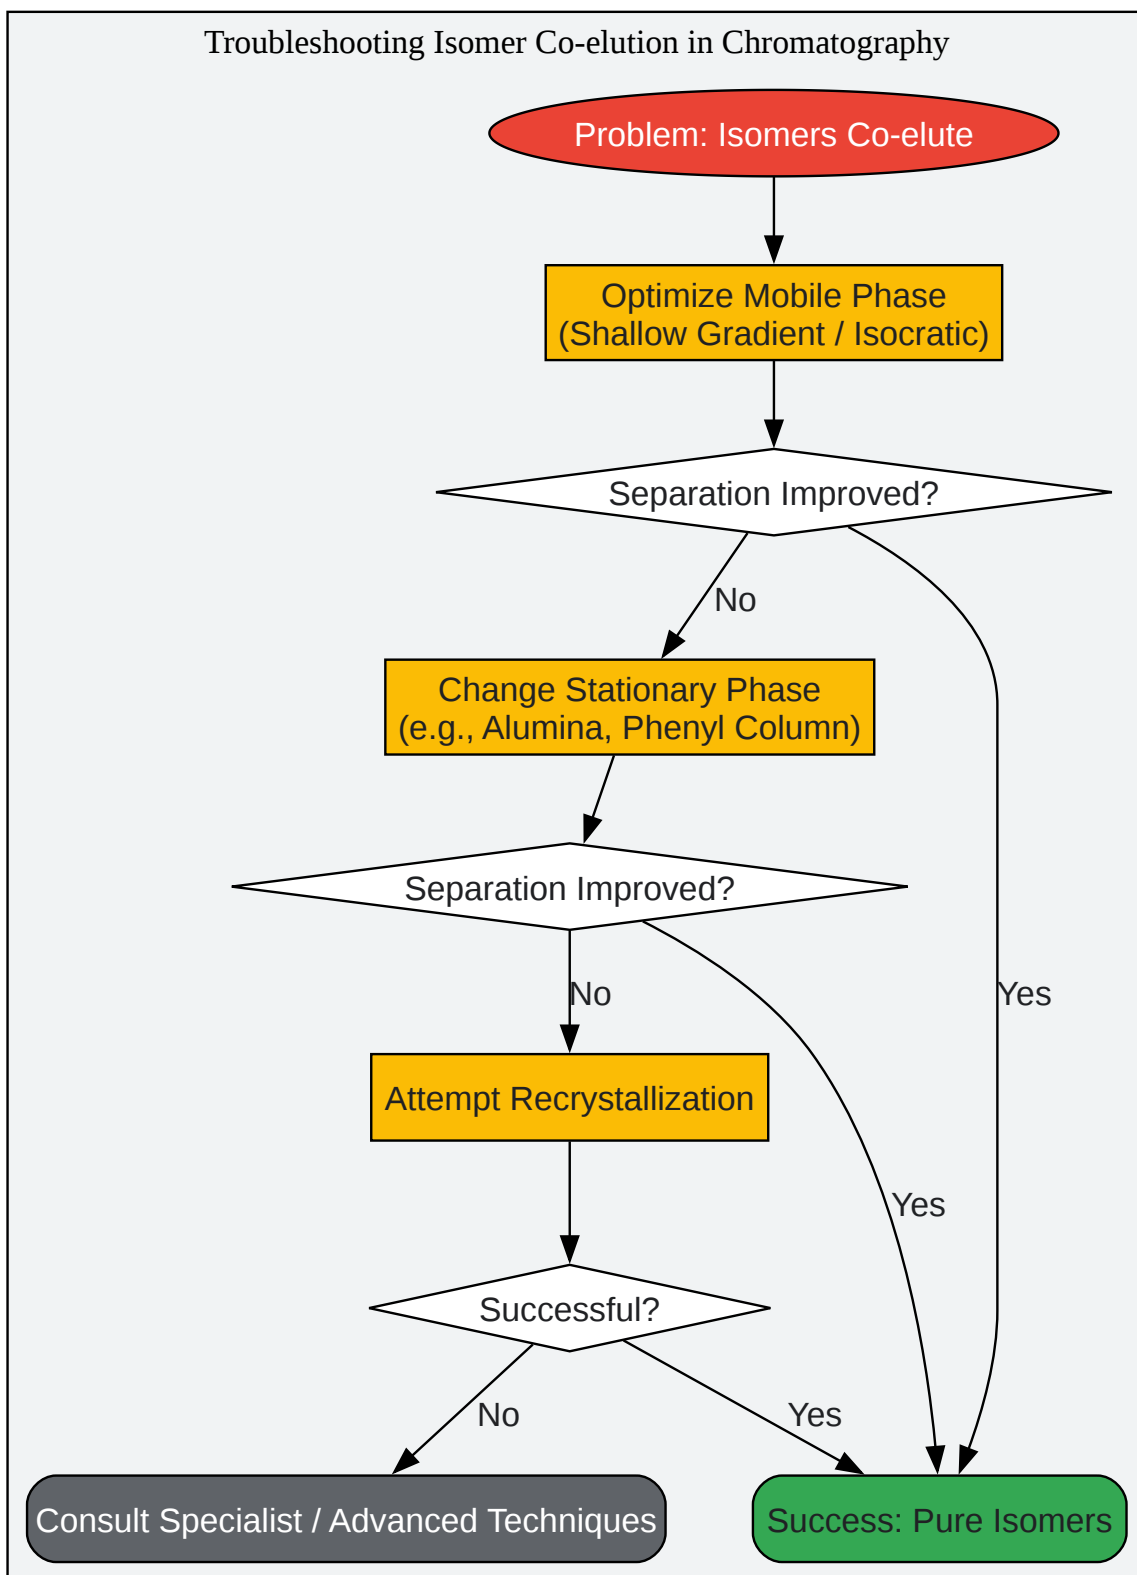 Troubleshooting Isomer Co-elution in Chromatography
Problem: Isomers Co-elute
Optimize Mobile Phase
(Shallow Gradient / Isocratic)
Separation Improved?
No
Change Stationary Phase
(e.g., Alumina, Phenyl Column)
Separation Improved?
No
Yes
Attempt Recrystallization
Yes
Successful?
No
Yes
Consult Specialist / Advanced Techniques
Success: Pure Isomers